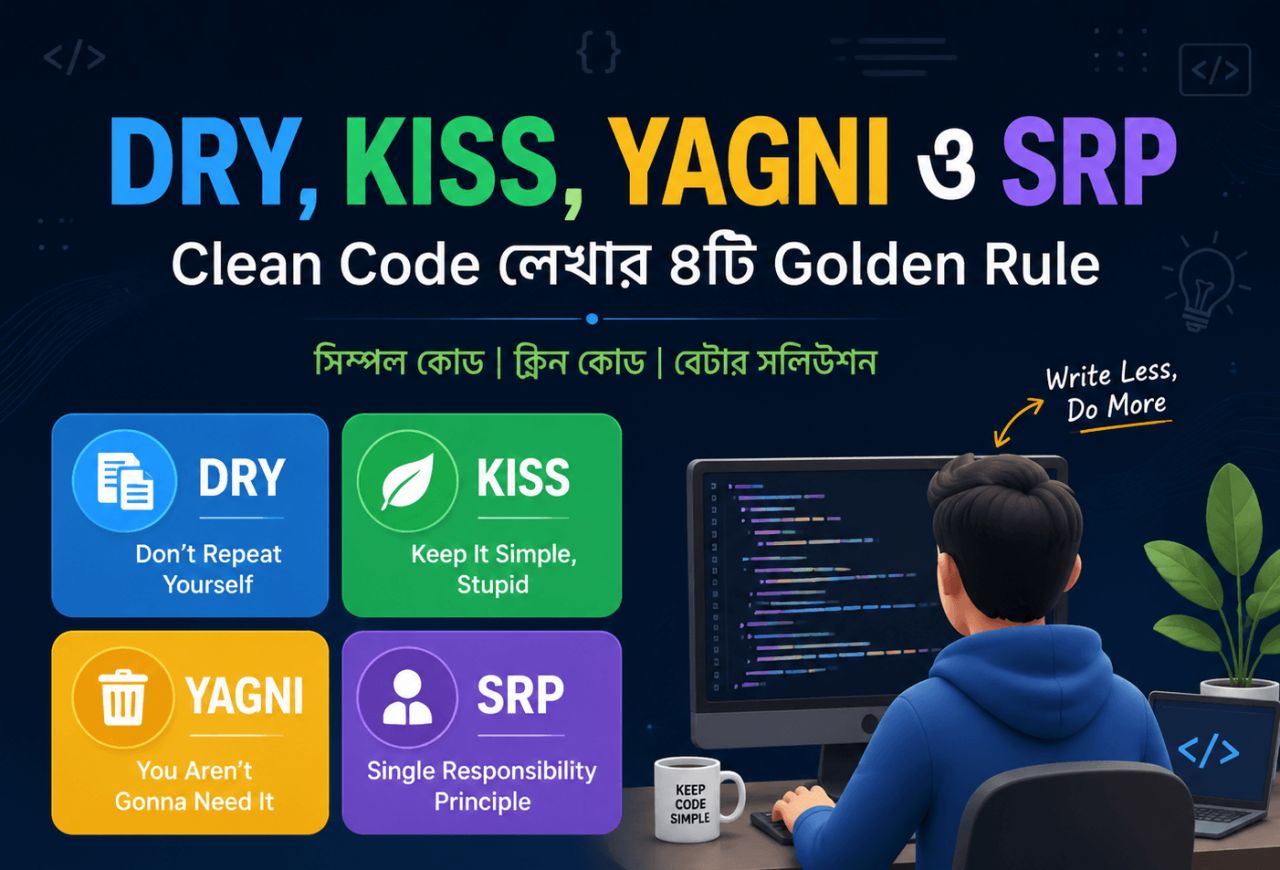 </>
{}
</>
DRY, KISS, YAGNI ও SRP
Clean Code লেখার ৪টি Golden Rule
সিম্পল কোড | ক্লিন কোড | বেটার সলিউশন
Write Less,
Do More
DRY
Don't Repeat
Yourself
KISS
Keep It Simple,
Stupid
YAGNI
You Aren't
Gonna Need It
SRP
Single Responsibility
Principle
KEEP
CODE
SIMPLE
</>